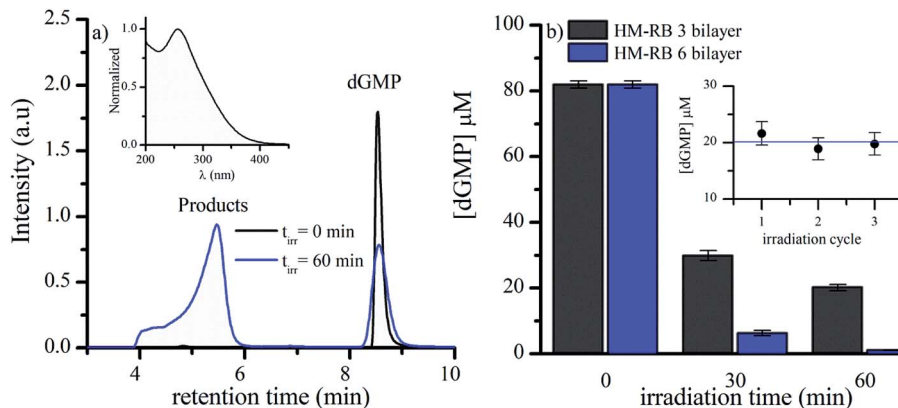 a)
Normalized
1.0
0.5
0.0
200
300
400
λ (nm)
dGMP
Products
t_irr = 0 min
t_irr = 60 min
Intensity (a.u)
2.5
2.0
1.5
1.0
0.5
0.0
4
6
8
10
retention time (min)
b)
HM-RB 3 bilayer
HM-RB 6 bilayer
[dGMP] μM
100
80
60
40
20
0
0
30
60
irradiation time (min)
[dGMP] μM
30
20
10
1
2
3
irradiation cycle